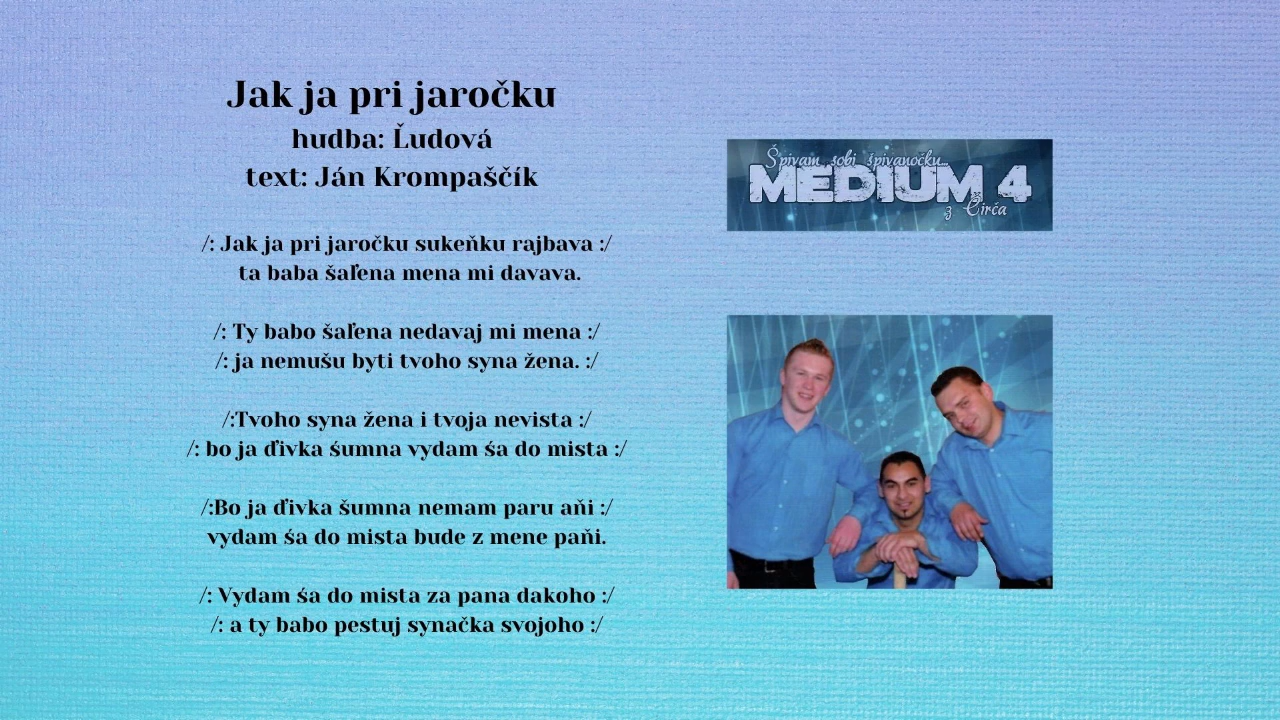 Jak ja pri jaročku
hudba: Ľudová
text: Ján Krompaščík
/: Jak ja pri jaročku sukeňku rajbava :/
ta baba šaľena mena mi davava.
/: Ty babo šaľena nedavaj mi mena :/
/: ja nemušu byti tvoho syna žena. :/
/:Tvoho syna žena i tvoja nevista :/
/: bo ja ďivka śumna vydam śa do mista :/
/:Bo ja ďivka šumna nemam paru aňi :/
vydam śa do mista bude z mene paňi.
/: Vydam śa do mista za pana dakoho :/
/: a ty babo pestuj synačka svojoho :/
Špivam sobi špivanočku...
MEDIUM 4
z Čirča